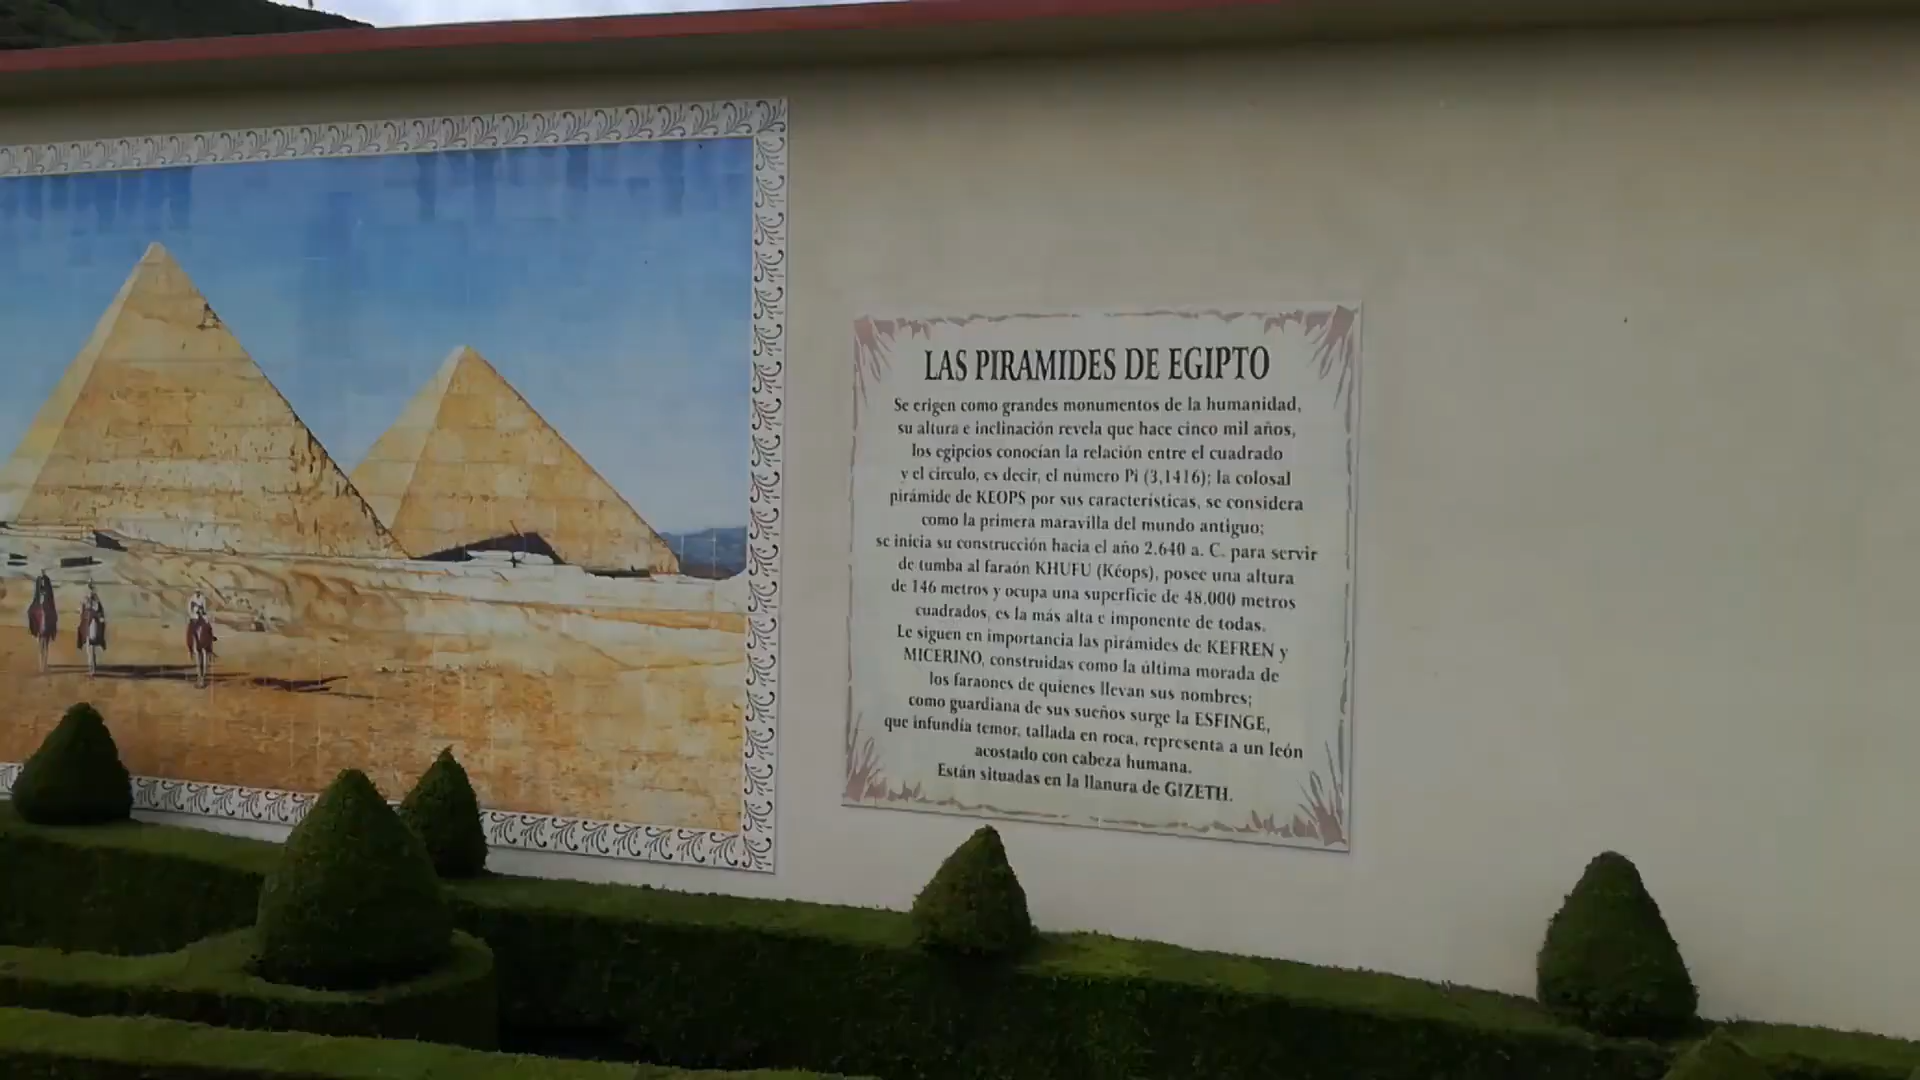 LAS PIRAMIDES DE EGIPTO
Se erigen como grandes monumentos de la humanidad,
su altura e inclinación revela que hace cinco mil años,
los egipcios conocían la relación entre el cuadrado
y el círculo, es decir, el número Pi (3,1416); la colosal
pirámide de KEOPS por sus características, se considera
como la primera maravilla del mundo antiguo;
se inicia su construcción hacia el año 2.640 a. C. para servir
de tumba al faraón KHUFU (Kéops), posee una altura
de 146 metros y ocupa una superficie de 48.000 metros
cuadrados, es la más alta e imponente de todas.
Le siguen en importancia las pirámides de KEFREN y
MICERINO, construidas como la última morada de
los faraones de quienes llevan sus nombres;
como guardiana de sus sueños surge la ESFINGE,
que infundía temor, tallada en roca, representa a un león
acostado con cabeza humana.
Están situadas en la llanura de GIZETH.